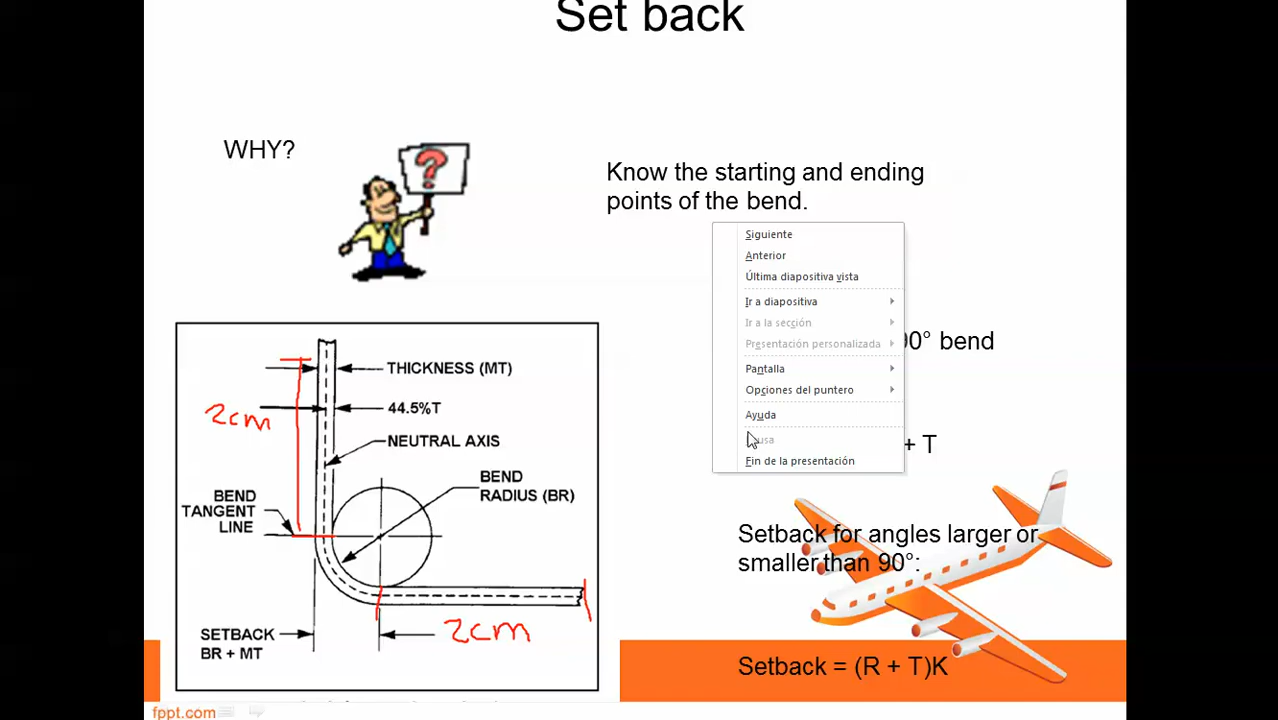 Set back
WHY?
Know the starting and ending
points of the bend.
Siguiente
Anterior
Última diapositiva vista
Ir a diapositiva
Ir a la sección
Presentación personalizada
Pantalla
Opciones del puntero
Ayuda
Fin de la presentación
90° bend
+ T
THICKNESS (MT)
2cm
44.5%T
NEUTRAL AXIS
BEND
RADIUS (BR)
BEND
TANGENT
LINE
SETBACK
BR + MT
2cm
Setback for angles larger or
smaller than 90°:
Setback = (R + T)K
fppt.com